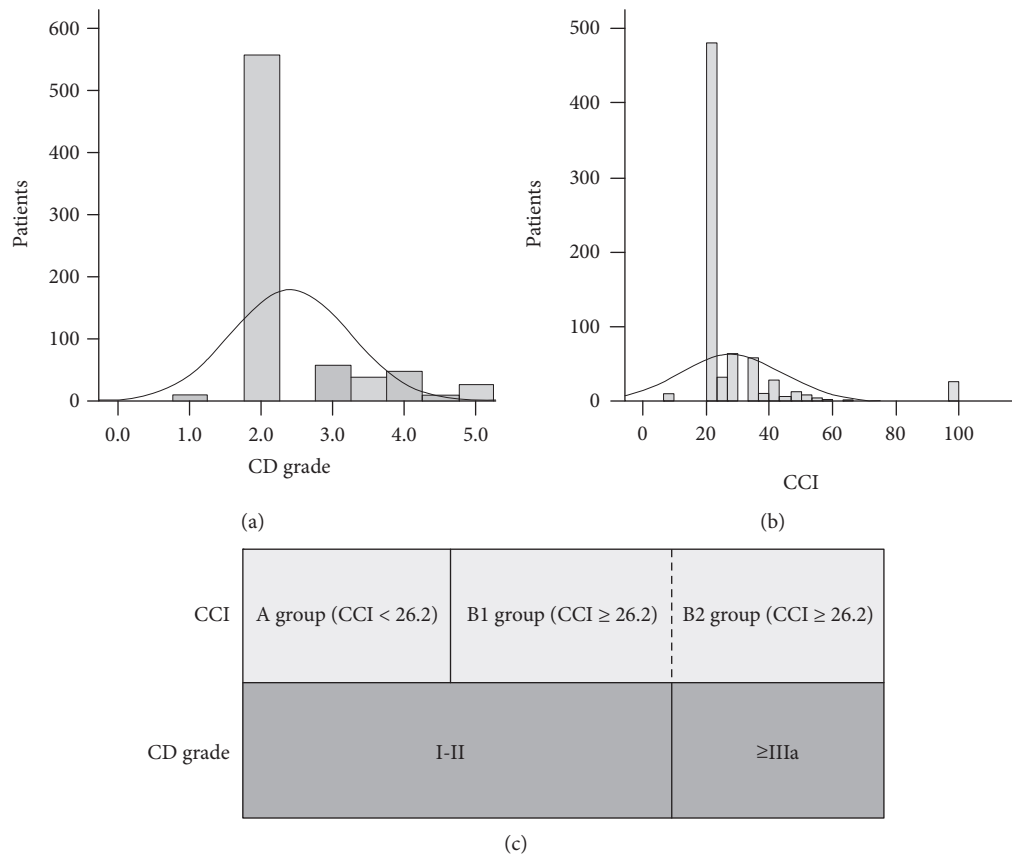 600
500
400
300
200
100
0
Patients
0.0 1.0 2.0 3.0 4.0 5.0
CD grade
(a)
500
400
300
200
100
0
Patients
0 20 40 60 80 100
CCI
(b)
CCI
A group (CCI < 26.2)
B1 group (CCI ≥ 26.2)
B2 group (CCI ≥ 26.2)
CD grade
I-II
≥IIIa
(c)